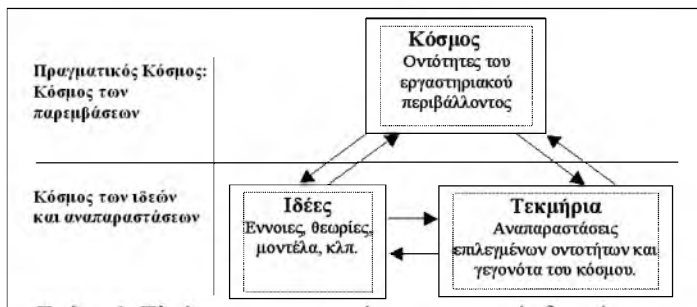 Κόσμος
Οντότητες του
εργαστηριακού
περιβάλλοντος
Πραγματικός Κόσμος:
Κόσμος των
παρεμβάσεων
Κόσμος των ιδεών
και αναπαραστάσεων
Ιδέες
Έννοιες, θεωρίες,
μοντέλα, κλπ.
Τεκμήρια
Αναπαραστάσεις
επιλεγμένων οντοτήτων και
γεγονότα του κόσμου.